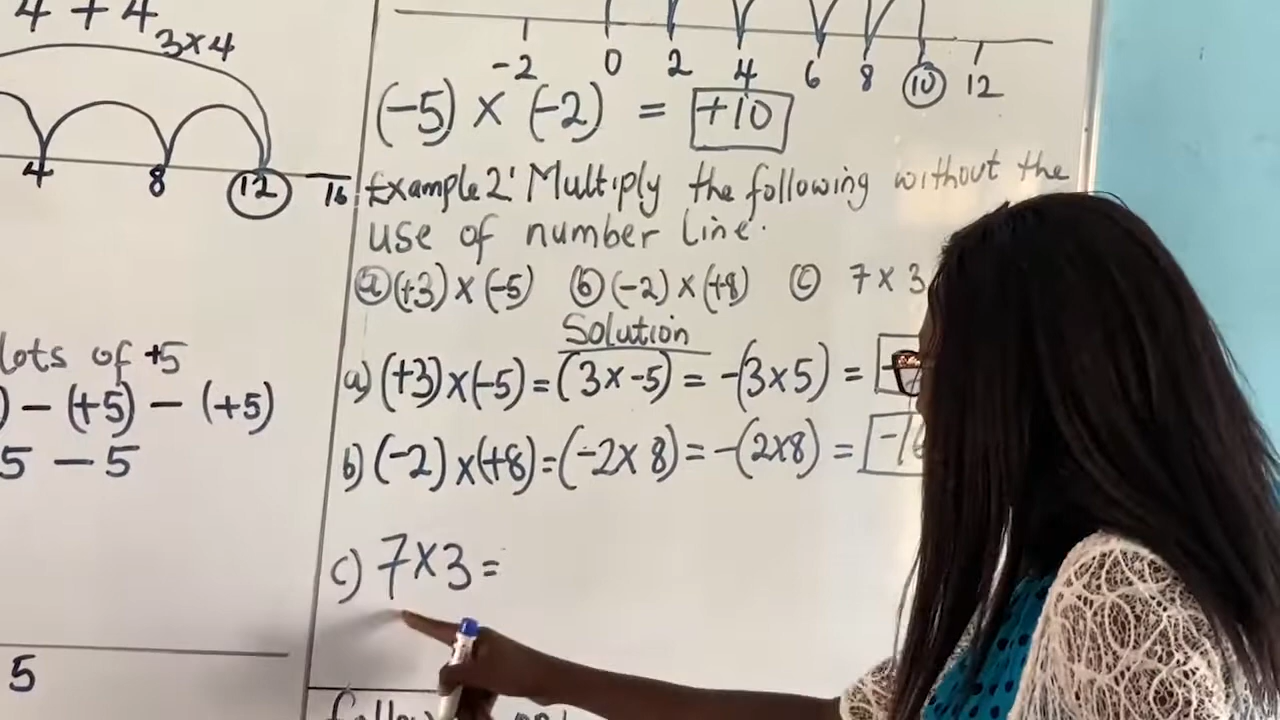 4 + 4
3×4
4 8 12 16
lots of +5
) – (+5) – (+5)
5 – 5
5
-2 0 2 4 6 8 10 12
(-5) × (-2) = +10
Example 2: Multiply the following without the
use of number line.
a (+3) × (-5) b (-2) × (+8) c 7 × 3
Solution
a) (+3)×(-5) = (3×-5) = -(3×5) =
b) (-2)×(+8) = (-2×8) = -(2×8) = -16
c) 7×3 =